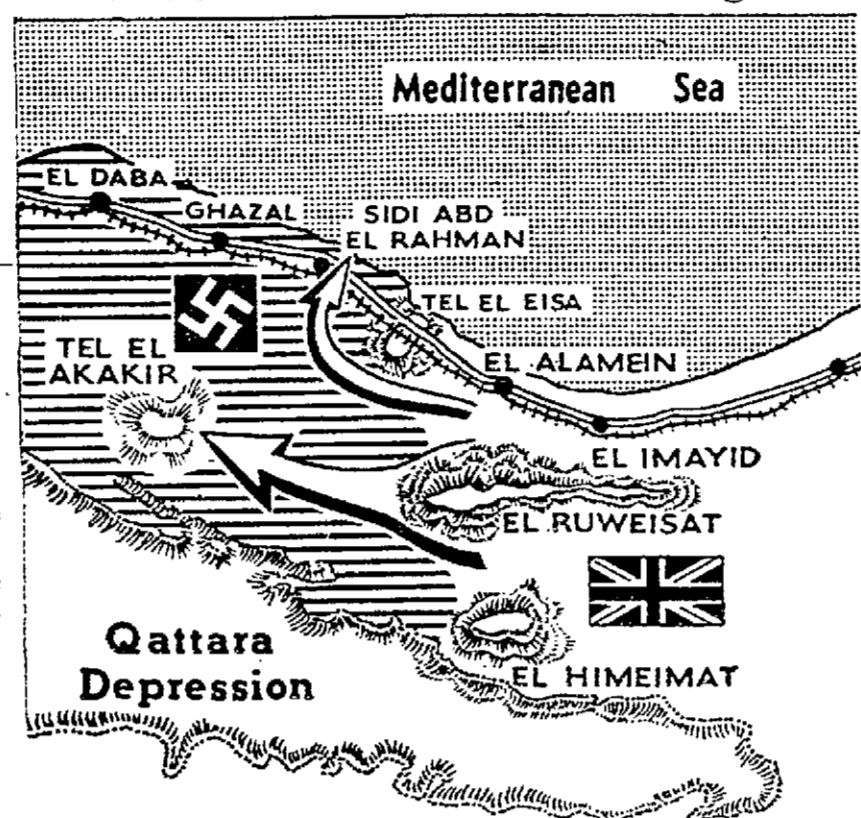 Mediterranean Sea
EL DABA
GHAZAL
SIDI ABD
EL RAHMAN
TEL EL EISA
TEL EL
AKAKIR
EL ALAMEIN
EL IMAYID
EL RUWEISAT
Qattara
Depression
EL HIMEIMAT